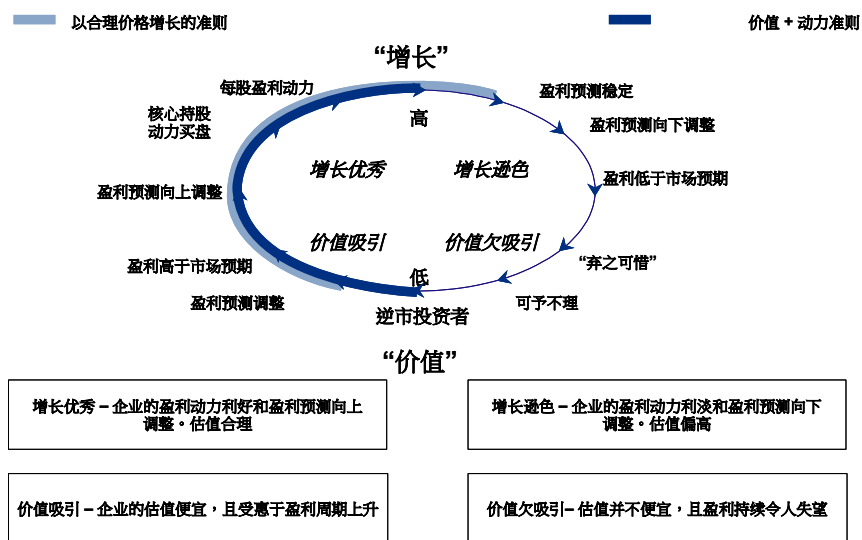 以合理价格增长的准则
价值 + 动力准则
“增长”
每股盈利动力
盈利预测稳定
核心持股
动力买盘
高
盈利预测向下调整
增长优秀
增长逊色
盈利预测向上调整
盈利低于市场预期
价值吸引
价值欠吸引
盈利高于市场预期
“弃之可惜”
低
盈利预测调整
可予不理
逆市投资者
“价值”
增长优秀 – 企业的盈利动力利好和盈利预测向上
调整。估值合理
增长逊色 – 企业的盈利动力利淡和盈利预测向下
调整。估值偏高
价值吸引 – 企业的估值便宜，且受惠于盈利周期上升
价值欠吸引– 估值并不便宜，且盈利持续令人失望